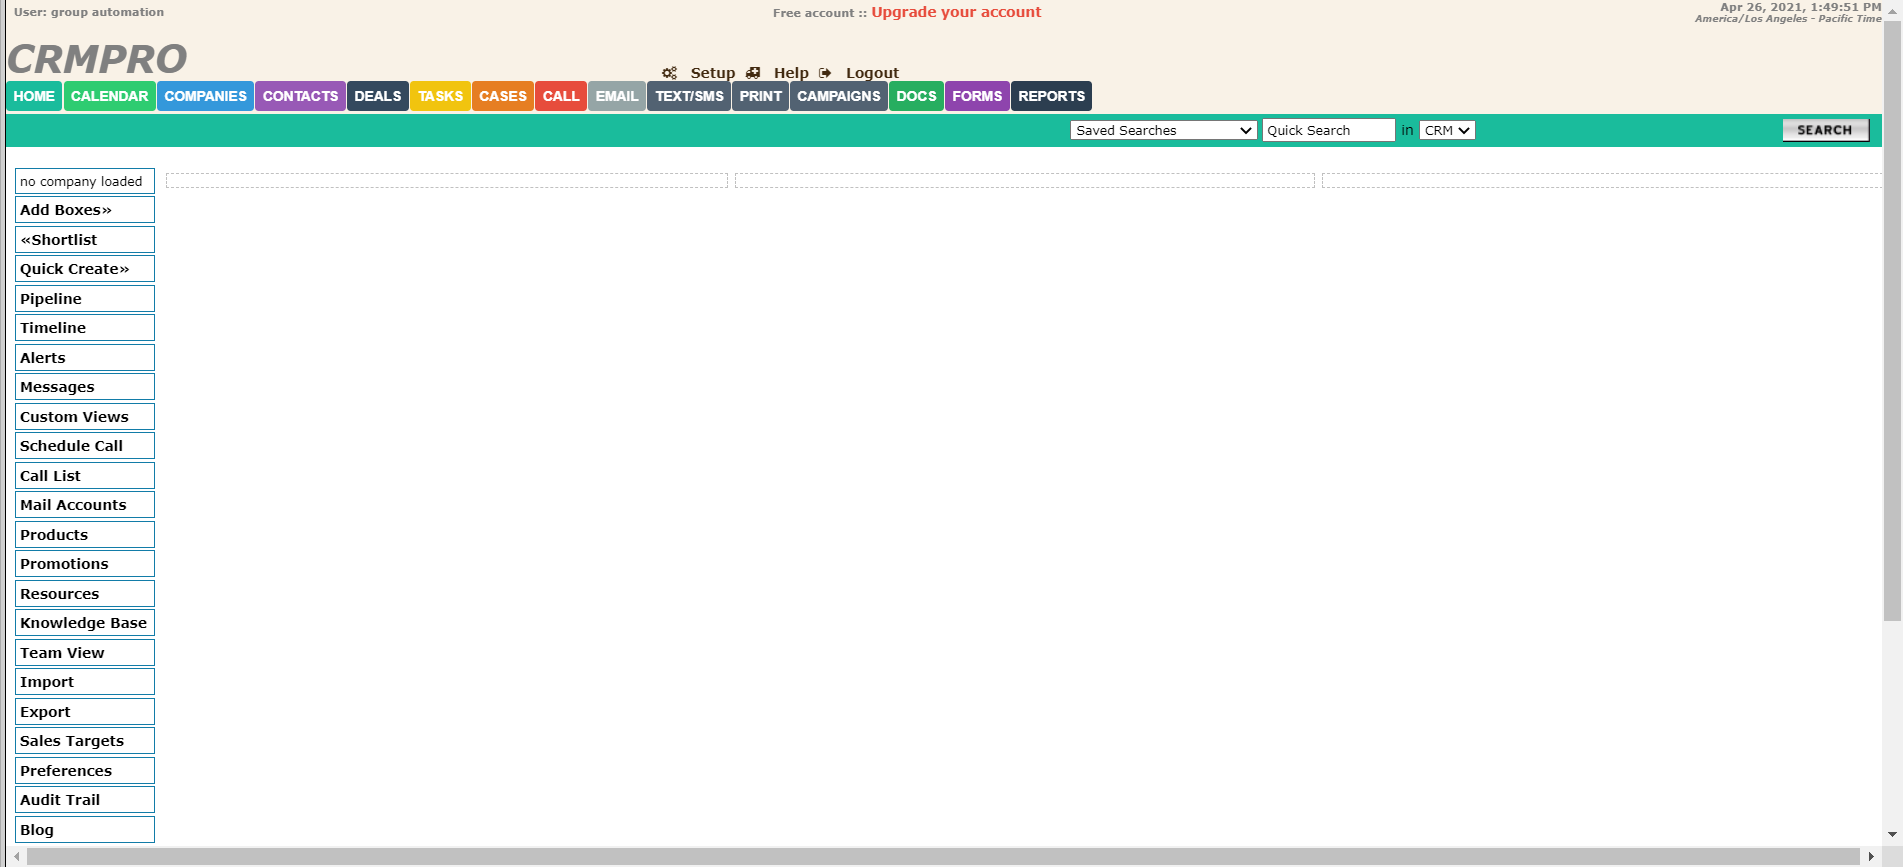 User: group automation
Free account :: Upgrade your account
Apr 26, 2021, 1:49:51 PM
America/Los Angeles - Pacific Time
CRMPRO
Setup Help Logout
HOME CALENDAR COMPANIES CONTACTS DEALS TASKS CASES CALL EMAIL TEXT/SMS PRINT CAMPAIGNS DOCS FORMS REPORTS
Saved Searches Quick Search in CRM SEARCH
no company loaded
Add Boxes»
«Shortlist
Quick Create»
Pipeline
Timeline
Alerts
Messages
Custom Views
Schedule Call
Call List
Mail Accounts
Products
Promotions
Resources
Knowledge Base
Team View
Import
Export
Sales Targets
Preferences
Audit Trail
Blog